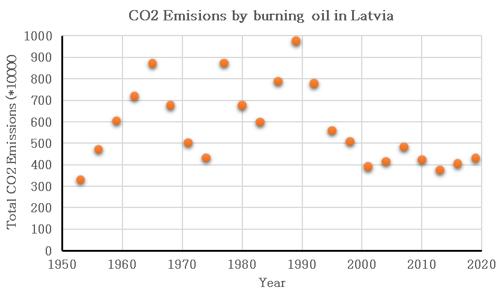 CO2 Emisions by burning oil in Latvia
Total CO2 Emissions (*10000
1000
900
800
700
600
500
400
300
200
100
0
1950 1960 1970 1980 1990 2000 2010 2020
Year